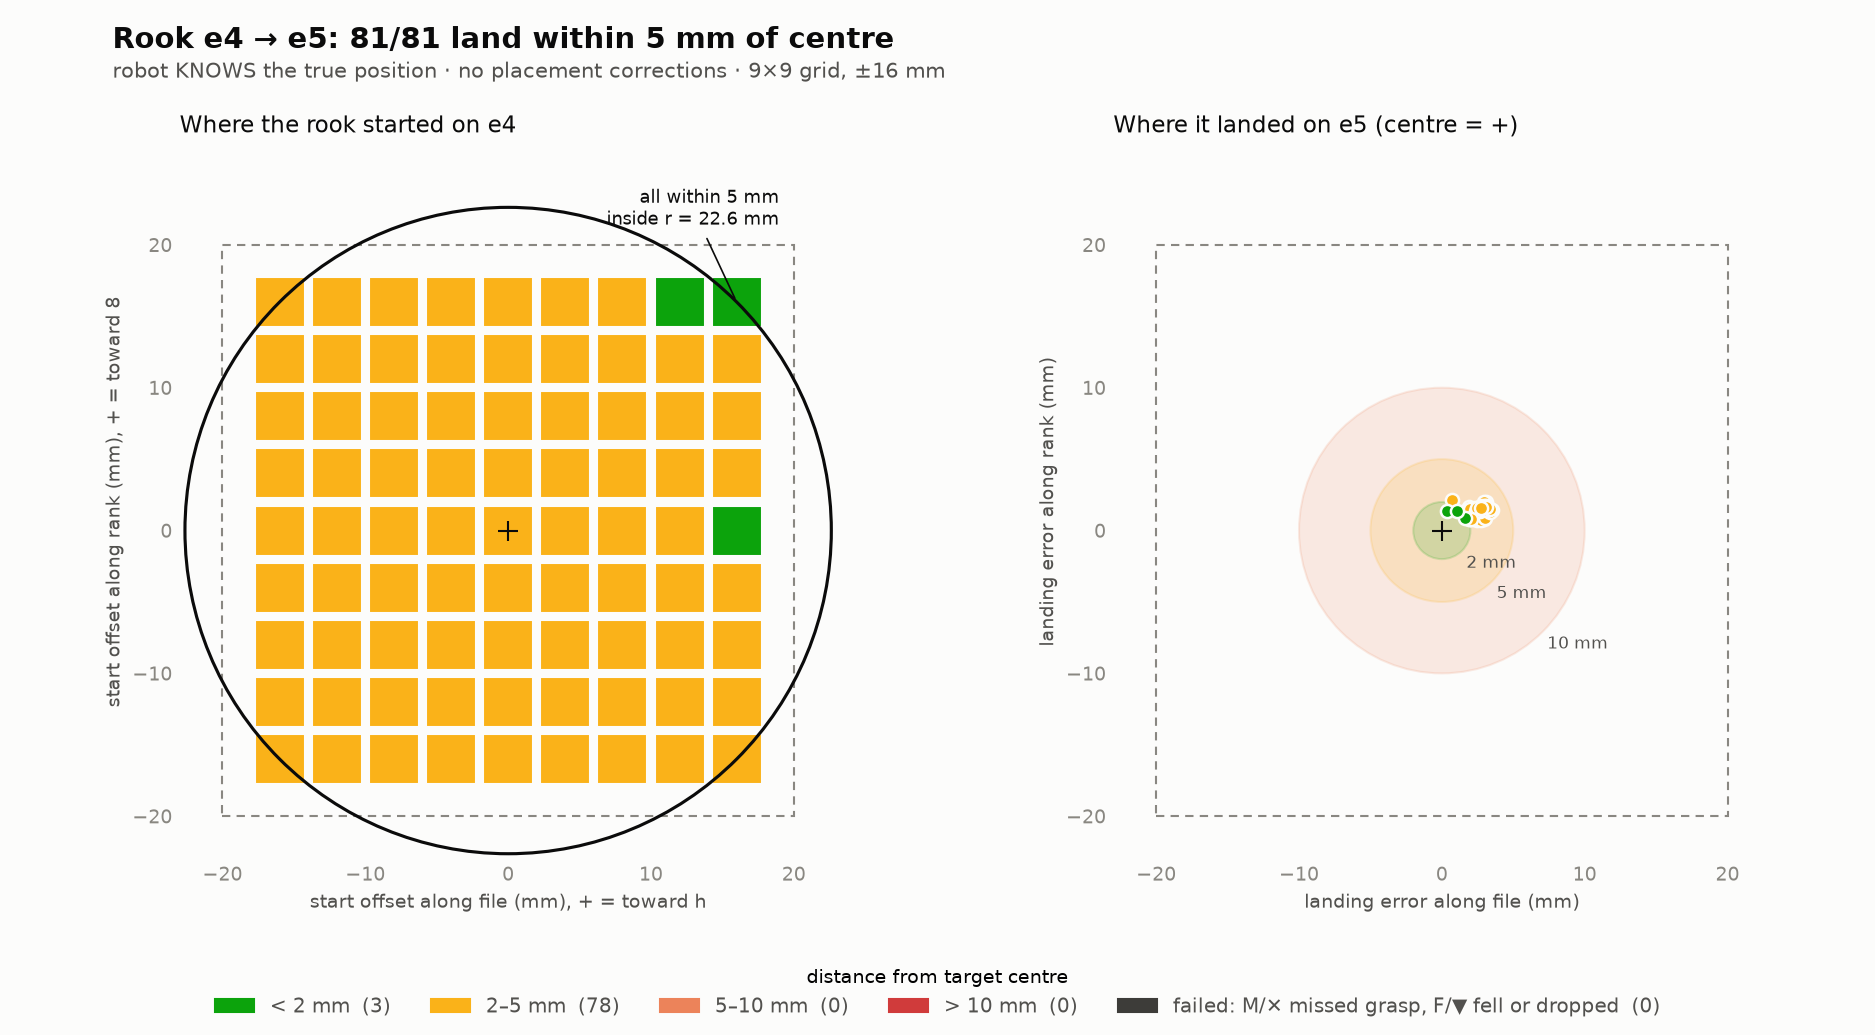 Rook e4 → e5: 81/81 land within 5 mm of centre
robot KNOWS the true position · no placement corrections · 9×9 grid, ±16 mm
Where the rook started on e4
all within 5 mm
inside r = 22.6 mm
20
10
0
−10
−20
start offset along rank (mm), + = toward 8
−20
−10
0
10
20
start offset along file (mm), + = toward h
Where it landed on e5 (centre = +)
20
10
0
−10
−20
landing error along rank (mm)
2 mm
5 mm
10 mm
−20
−10
0
10
20
landing error along file (mm)
distance from target centre
< 2 mm (3)
2–5 mm (78)
5–10 mm (0)
> 10 mm (0)
failed: M/✕ missed grasp, F/▼ fell or dropped (0)